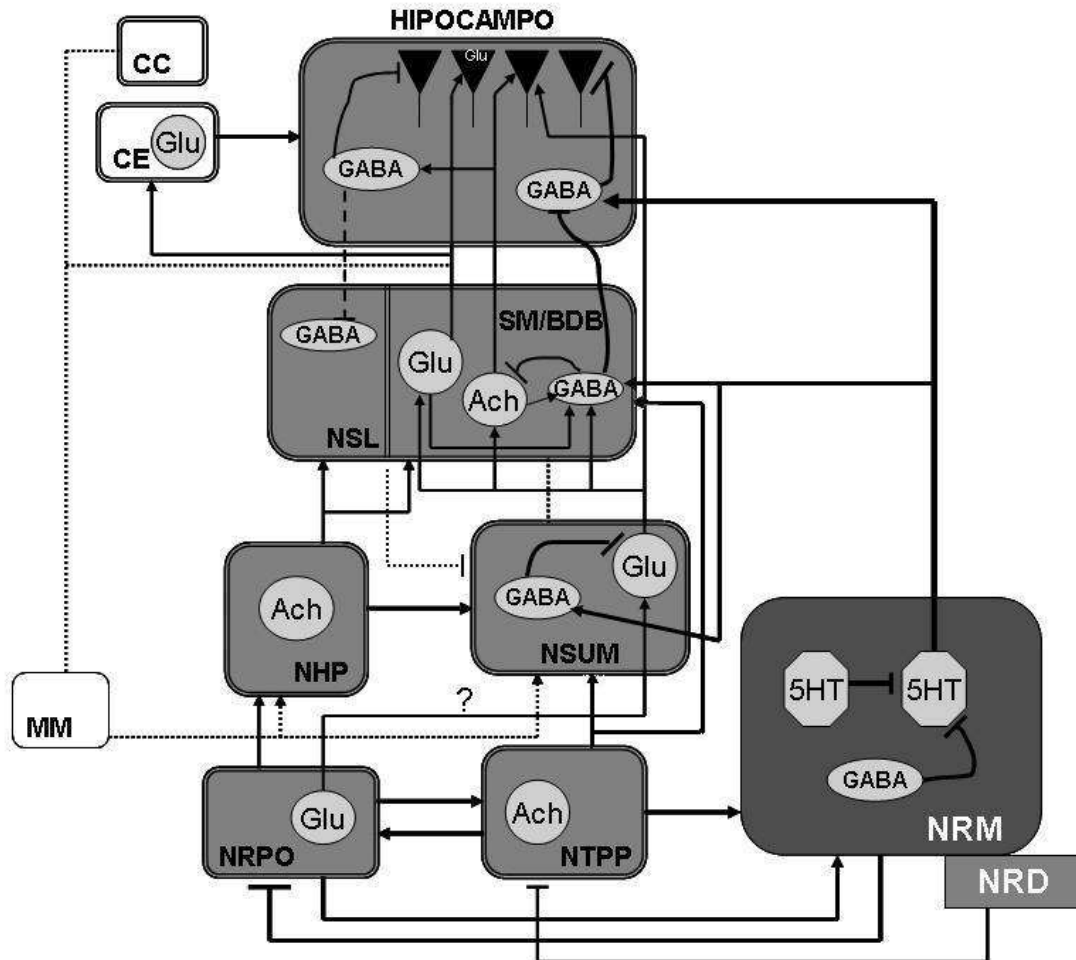 HIPOCAMPO
CC
Glu
CE
Glu
GABA
GABA
SM/BDB
GABA
Glu
Ach
GABA
NSL
Ach
GABA
Glu
NHP
NSUM
5HT
5HT
MM
?
GABA
Glu
Ach
NRPO
NTPP
NRM
NRD